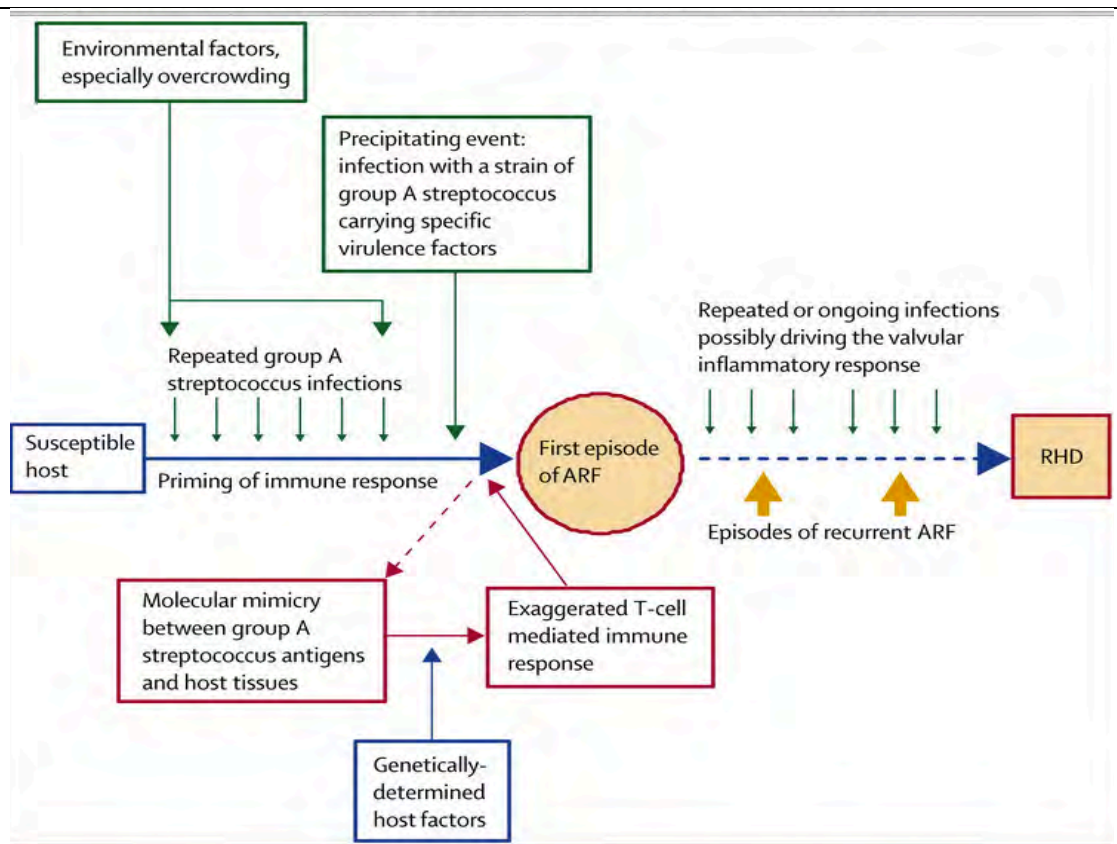 Environmental factors,
especially overcrowding
Precipitating event:
infection with a strain of
group A streptococcus
carrying specific
virulence factors
Repeated group A
streptococcus infections
Repeated or ongoing infections
possibly driving the valvular
inflammatory response
Susceptible
host
Priming of immune response
First episode
of ARF
RHD
Episodes of recurrent ARF
Molecular mimicry
between group A
streptococcus antigens
and host tissues
Exaggerated T-cell
mediated immune
response
Genetically-
determined
host factors